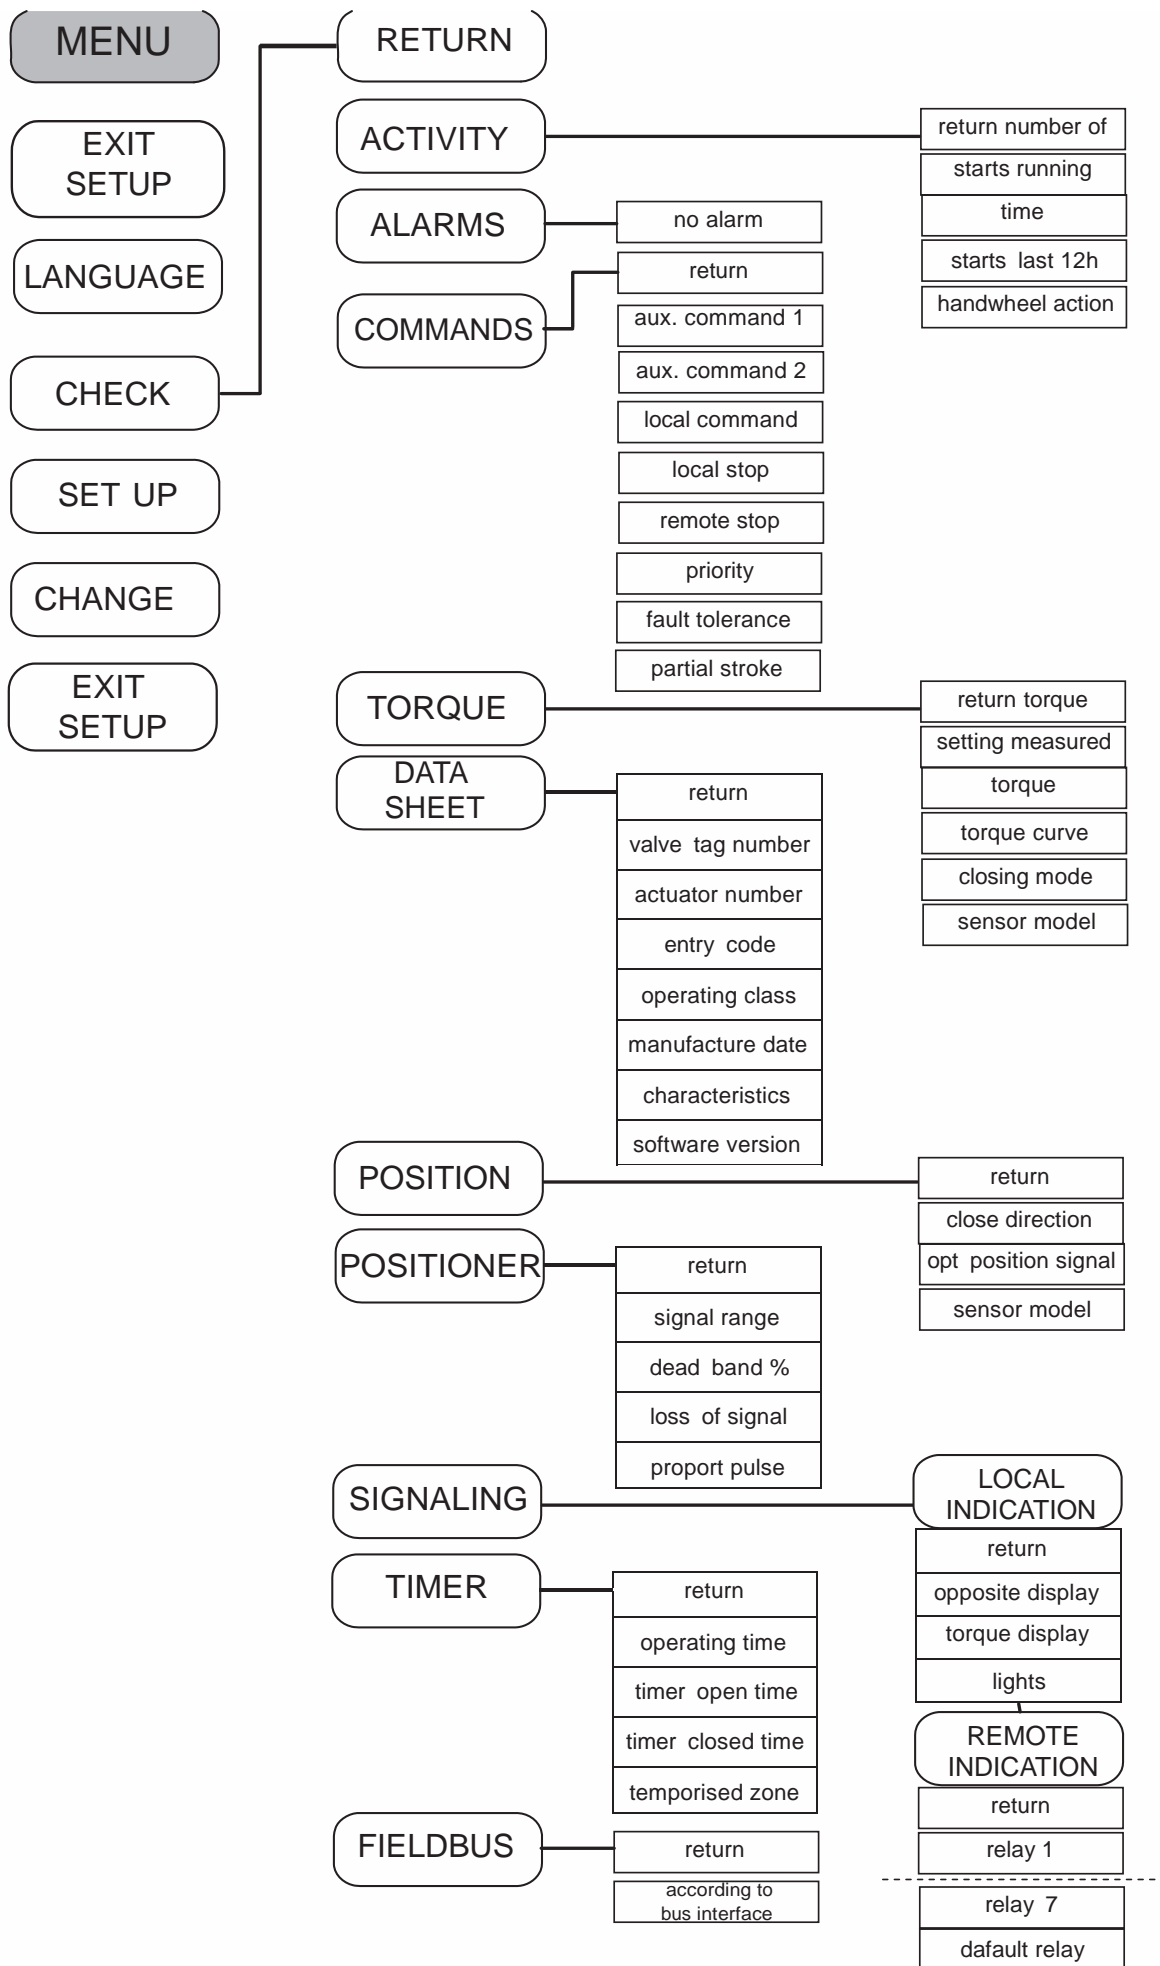 MENU
EXIT
SETUP
LANGUAGE
CHECK
SET UP
CHANGE
EXIT
SETUP
RETURN
ACTIVITY
return number of
starts running
time
starts last 12h
handwheel action
ALARMS
no alarm
COMMANDS
return
aux. command 1
aux. command 2
local command
local stop
remote stop
priority
fault tolerance
partial stroke
TORQUE
return torque
setting measured
torque
torque curve
closing mode
sensor model
DATA
SHEET
return
valve tag number
actuator number
entry code
operating class
manufacture date
characteristics
software version
POSITION
return
close direction
opt position signal
sensor model
POSITIONER
return
signal range
dead band %
loss of signal
proport pulse
SIGNALING
LOCAL
INDICATION
return
opposite display
torque display
lights
REMOTE
INDICATION
return
relay 1
relay 7
dafault relay
TIMER
return
operating time
timer open time
timer closed time
temporised zone
FIELDBUS
return
according to
bus interface